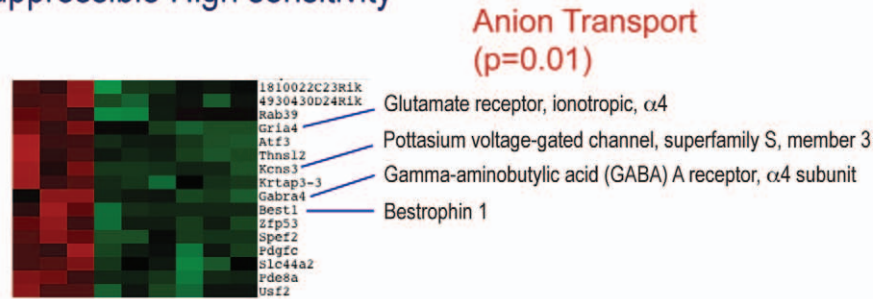 High sensitivity
Anion Transport
(p=0.01)
1810022C23Rik
4930430D24Rik
Rab39
Gria4
Atf3
Thnsl2
Kcns3
Krtap3-3
Gabra4
Best1
Zfp53
Spef2
Pdgfc
Slc44a2
Pde8a
Usf2
Glutamate receptor, ionotropic, α4
Pottasium voltage-gated channel, superfamily S, member 3
Gamma-aminobutylic acid (GABA) A receptor, α4 subunit
Bestrophin 1